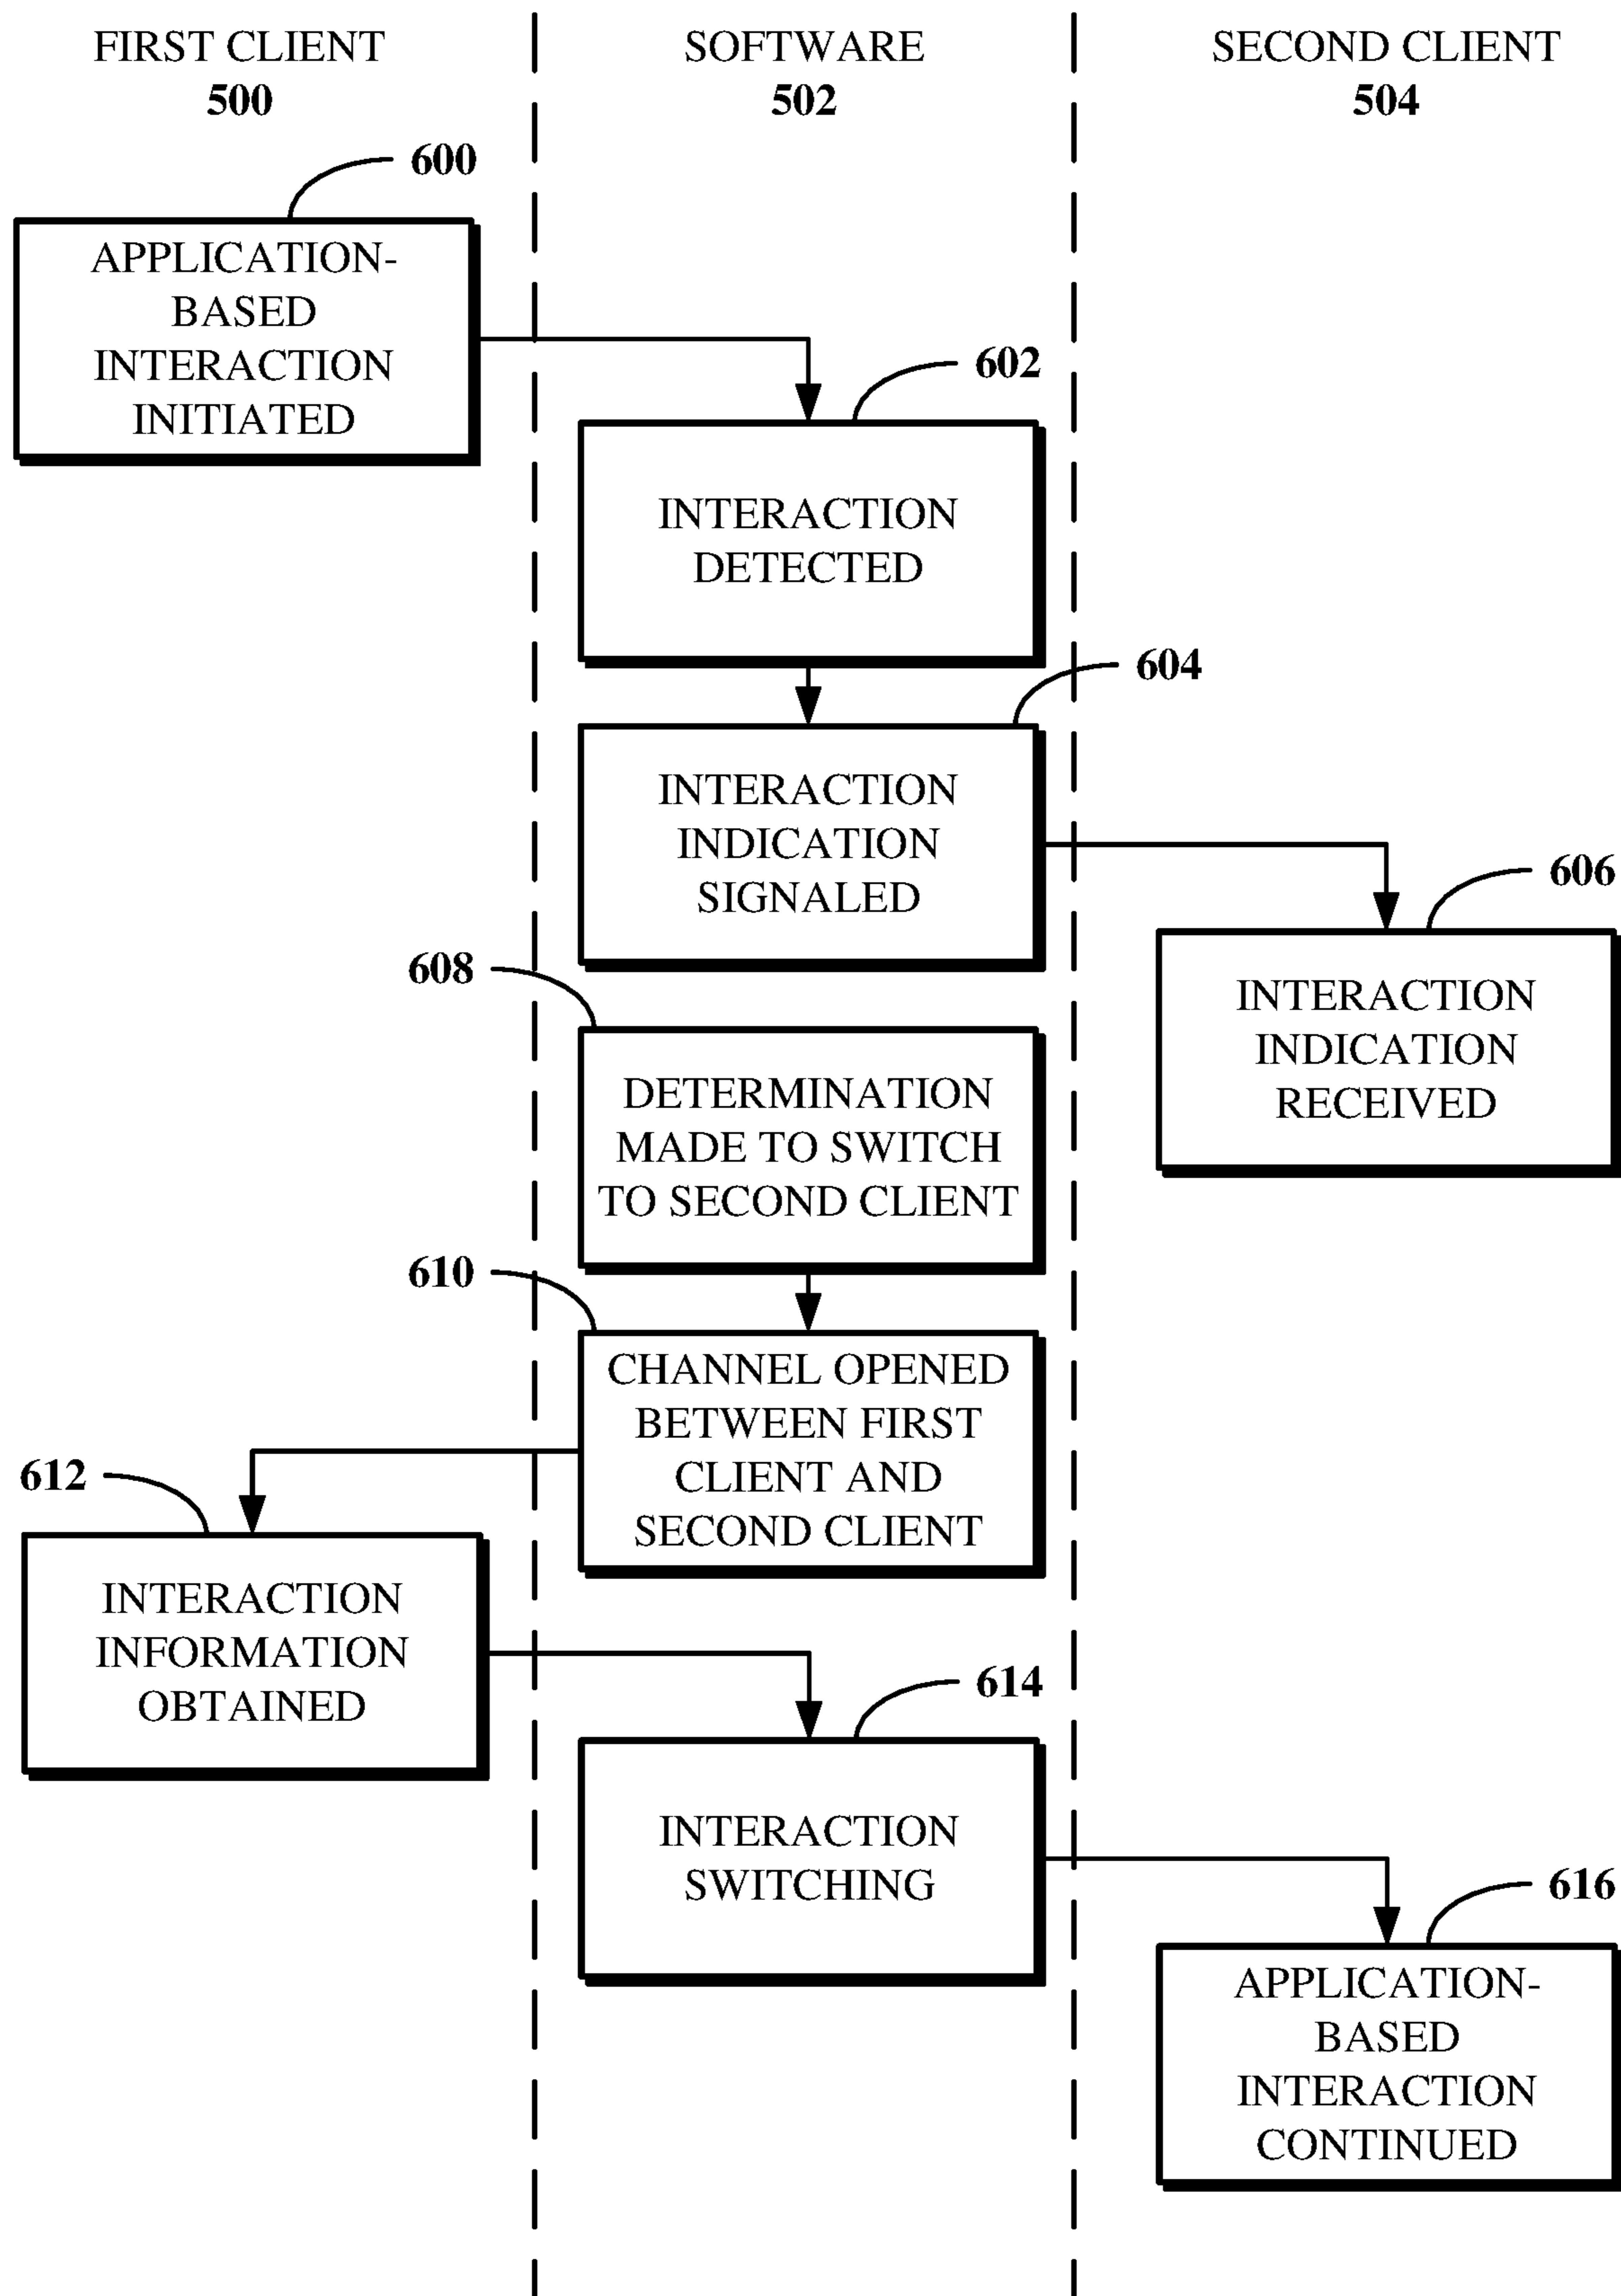 FIRST CLIENT
500
SOFTWARE
502
SECOND CLIENT
504
600
APPLICATION-
BASED
INTERACTION
INITIATED
602
INTERACTION
DETECTED
604
INTERACTION
INDICATION
SIGNALED
606
INTERACTION
INDICATION
RECEIVED
608
DETERMINATION
MADE TO SWITCH
TO SECOND CLIENT
610
CHANNEL OPENED
BETWEEN FIRST
CLIENT AND
SECOND CLIENT
612
INTERACTION
INFORMATION
OBTAINED
614
INTERACTION
SWITCHING
616
APPLICATION-
BASED
INTERACTION
CONTINUED